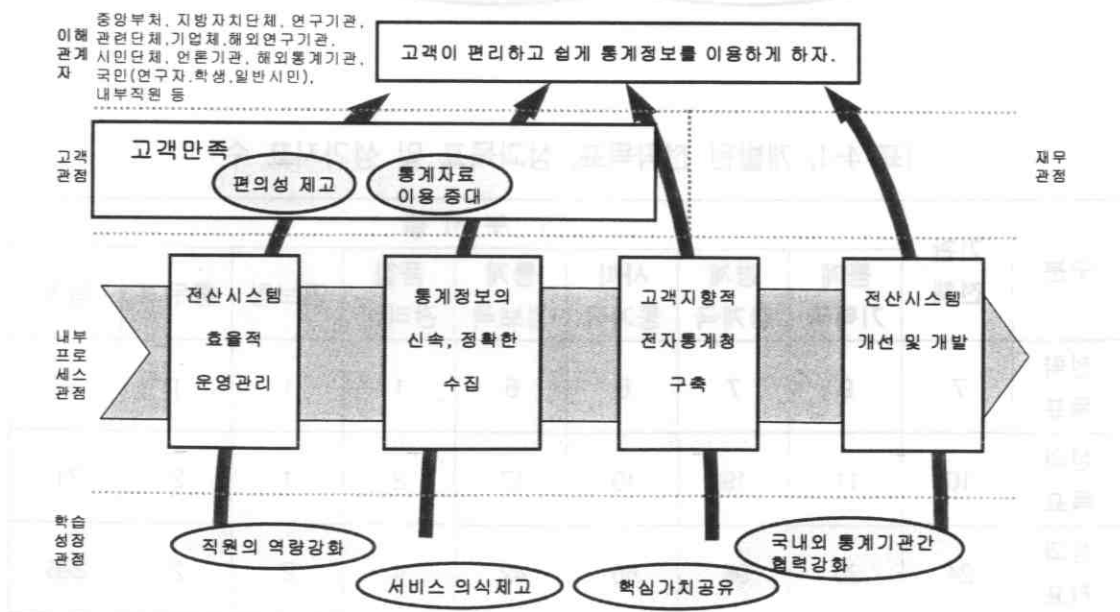 이해
관계
자
중앙부처, 지방자치단체, 연구기관,
관련단체,기업체,해외연구기관,
시민단체, 언론기관, 해외통계기관,
국민(연구자,학생,일반시민),
내부직원 등
고객이 편리하고 쉽게 통계정보를 이용하게 하자.
고객
관점
고객만족
편의성 제고
통계자료
이용 증대
재무
관점
내부
프로
세스
관점
전산시스템
효율적
운영관리
통계정보의
신속, 정확한
수집
고객지향적
전자통계청
구축
전산시스템
개선 및 개발
학습
성장
관점
직원의 역량강화
서비스 의식제고
핵심가치공유
국내외 통계기관간
협력강화